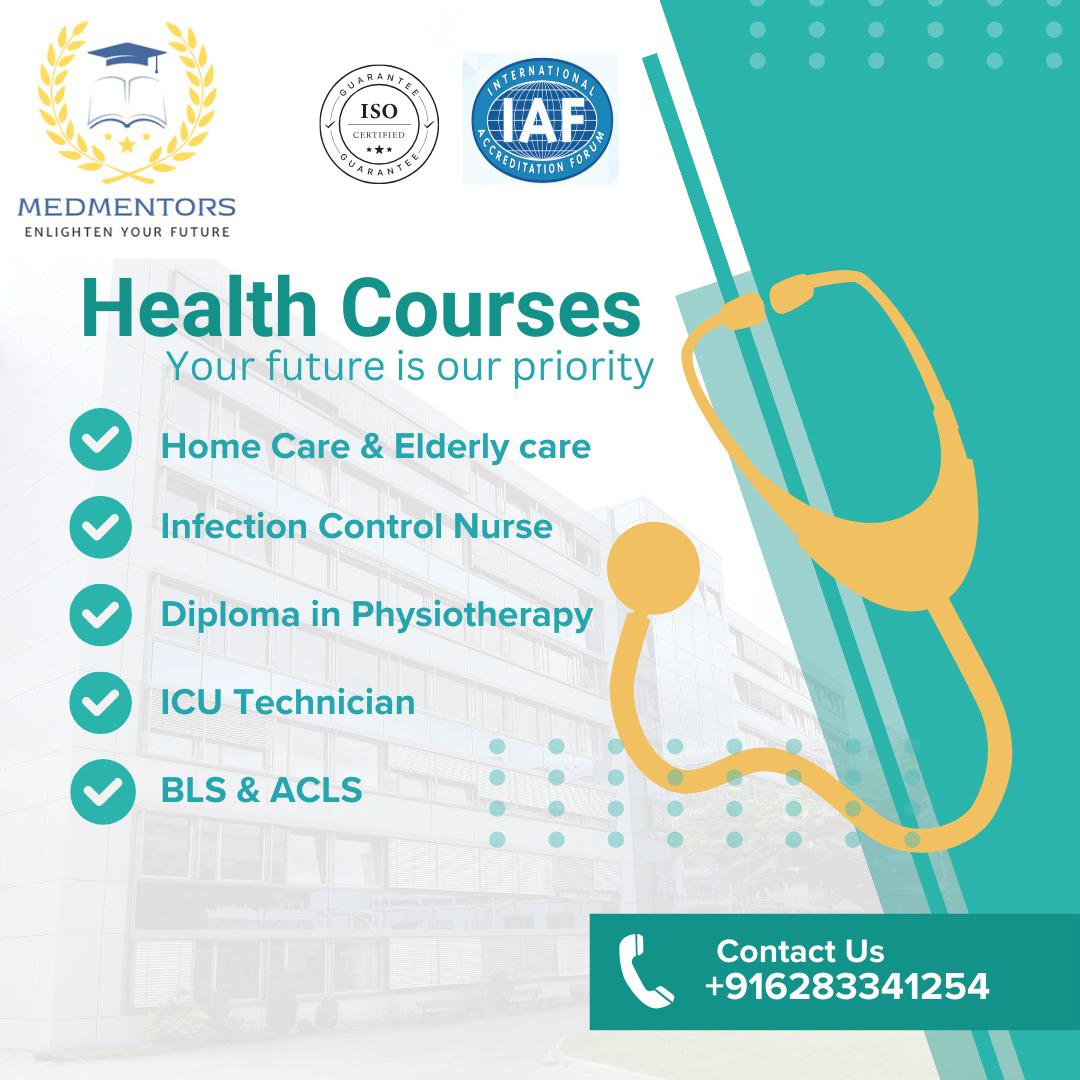 MEDMENTORS
ENLIGHTEN YOUR FUTURE
GUARANTEE
ISO
CERTIFIED
GUARANTEE
INTERNATIONAL
IAF
ACCREDITATION FORUM
Health Courses
Your future is our priority
Home Care & Elderly care
Infection Control Nurse
Diploma in Physiotherapy
ICU Technician
BLS & ACLS
Contact Us
+916283341254